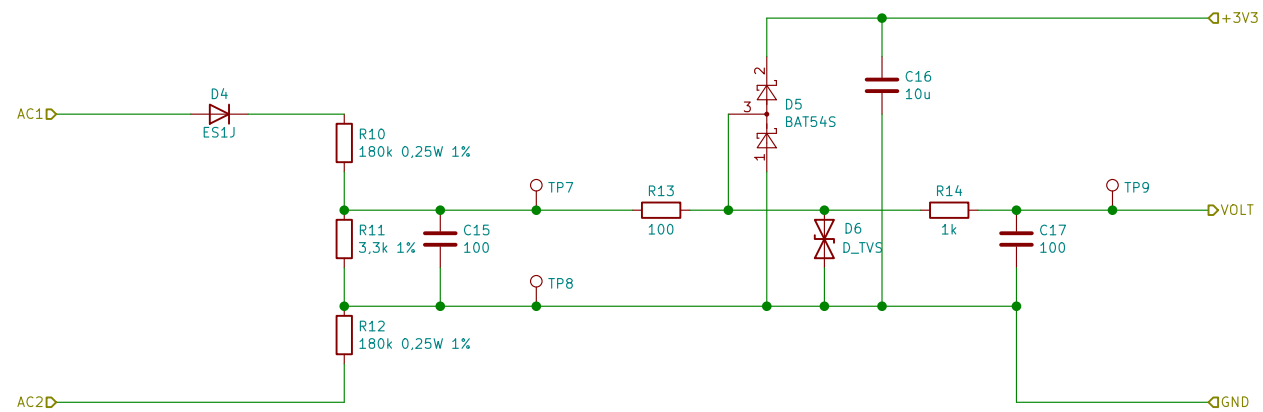 +3V3
2
C16
10u
D4
3
D5
BAT54S
AC1
ES1J
R10
180k 0,25W 1%
1
TP7
R13
R14
TP9
VOLT
R11
3,3k 1%
C15
100
100
D6
D_TVS
1k
C17
100
TP8
R12
180k 0,25W 1%
AC2
GND